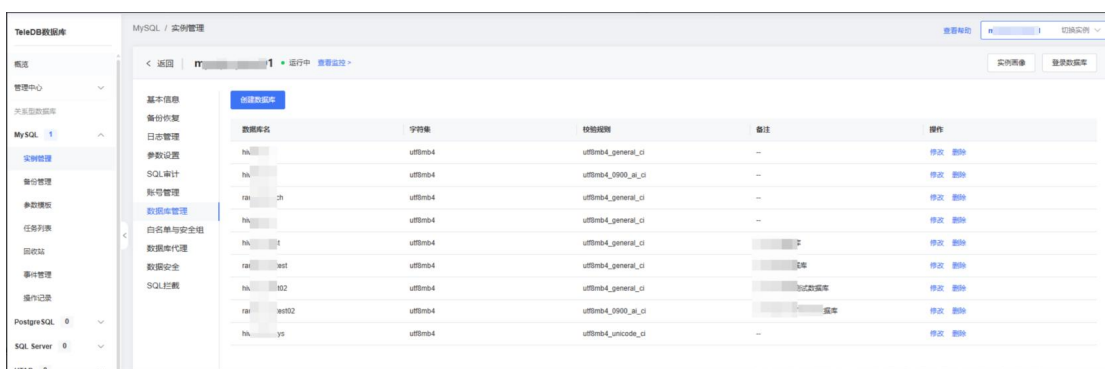 TeleDB数据库
MySQL / 实例管理
查看帮助
切换实例
概览
管理中心
关系型数据库
MySQL 1
实例管理
备份管理
参数模板
任务列表
回收站
事件管理
操作记录
PostgreSQL 0
SQL Server 0
< 返回
运行中 查看监控 >
实例画像 登录数据库
基本信息
备份恢复
日志管理
参数设置
SQL审计
账号管理
数据库管理
白名单与安全组
数据库代理
数据安全
SQL拦截
创建数据库
数据库名 字符集 校验规则 备注 操作
utf8mb4 utf8mb4_general_ci -- 修改 删除
utf8mb4 utf8mb4_0900_ai_ci -- 修改 删除
utf8mb4 utf8mb4_general_ci -- 修改 删除
utf8mb4 utf8mb4_general_ci -- 修改 删除
utf8mb4 utf8mb4_general_ci 修改 删除
utf8mb4 utf8mb4_general_ci 修改 删除
utf8mb4 utf8mb4_general_ci 试数据库 修改 删除
utf8mb4 utf8mb4_0900_ai_ci 据库 修改 删除
utf8mb4 utf8mb4_unicode_ci -- 修改 删除